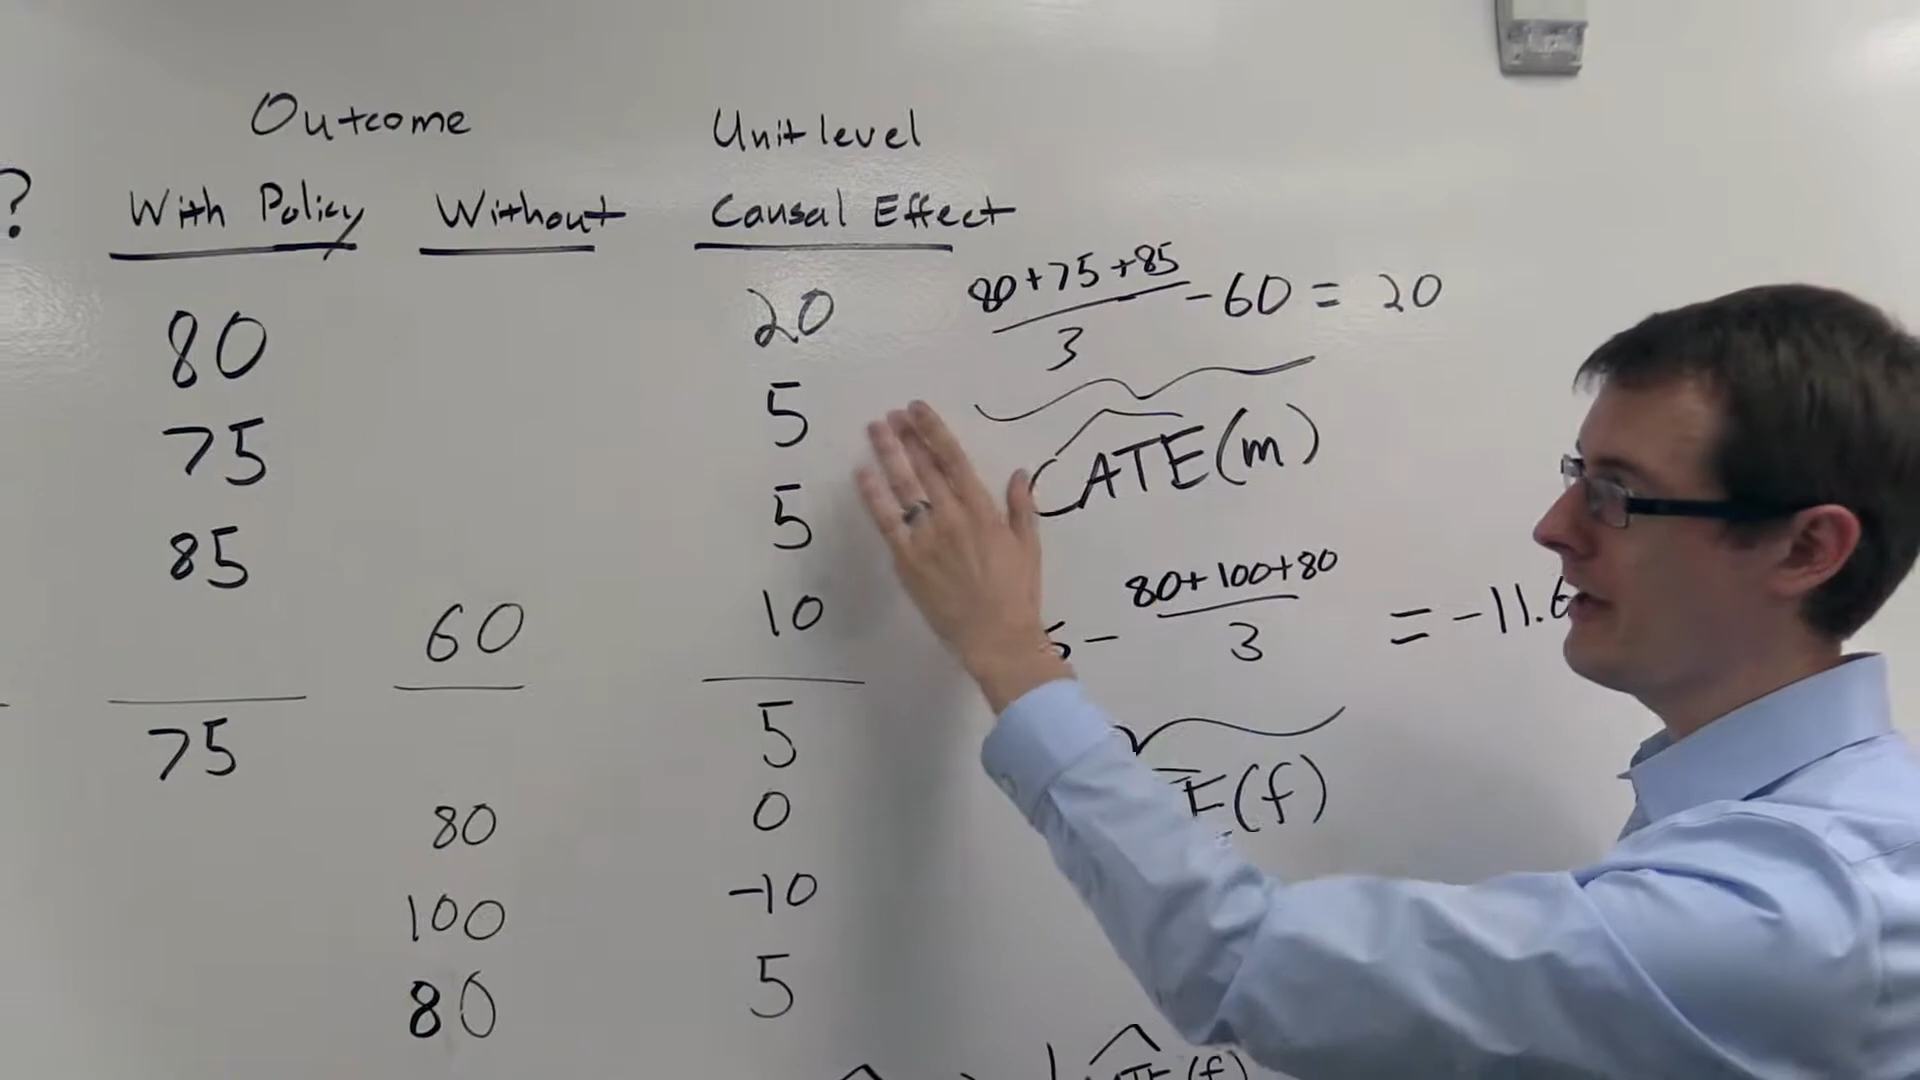 Outcome Unit level
? With Policy Without Causal Effect
80 20
75 5
85 5
60 10
75 5
80 0
100 -10
80 5
80+75+85
3
-60 = 20
CATE(m)
5 - 80+100+80
3
= -11.6
E(f)
(f)